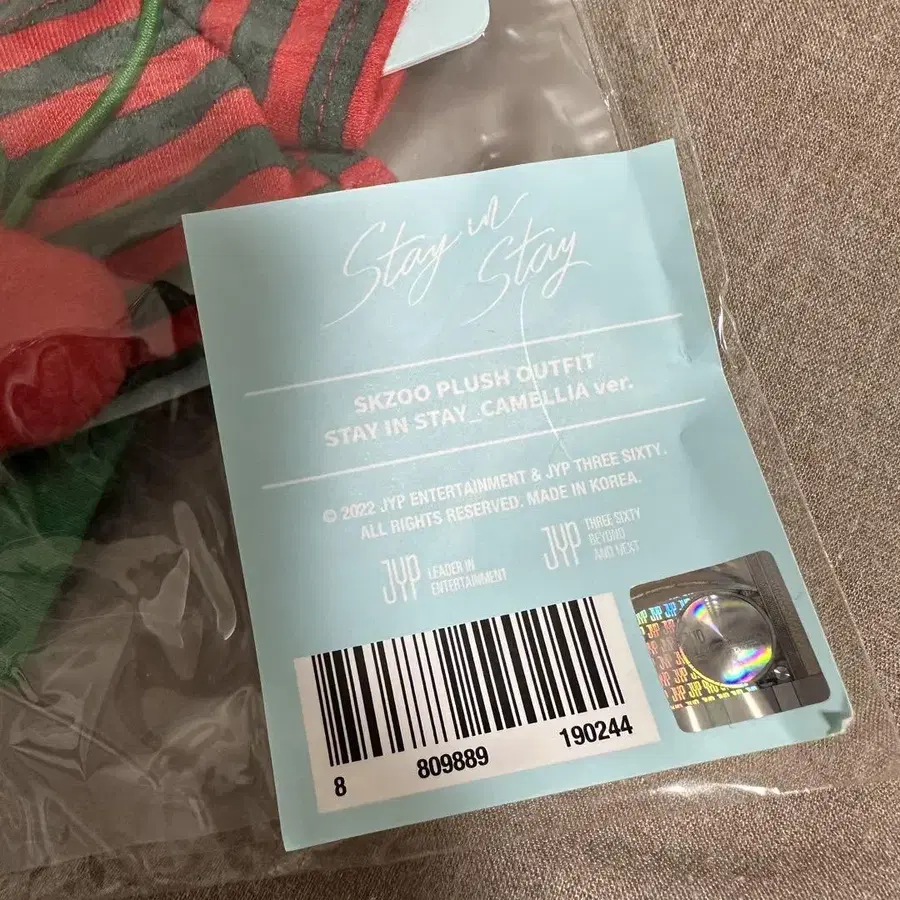 Stay in Stay
SKZOO PLUSH OUTFIT
STAY IN STAY_CAMELLIA ver.
© 2022 JYP ENTERTAINMENT & JYP THREE SIXTY.
ALL RIGHTS RESERVED. MADE IN KOREA.
JYP LEADER IN
ENTERTAINMENT
JYP THREE SIXTY
BEYOND
AND NEXT
8 809889 190244